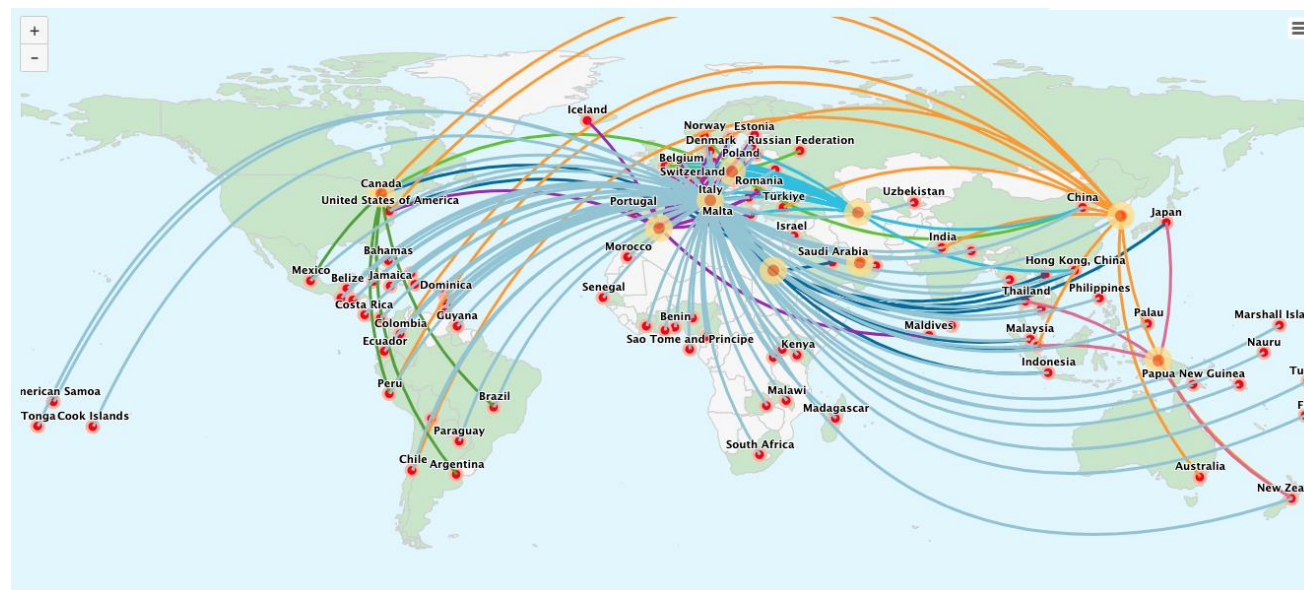 +
-
Iceland
Norway
Estonia
Denmark
Russian Federation
Belgium
Poland
Switzerland
Romania
Canada
Italy
Uzbekistan
United States of America
Portugal
Türkiye
China
Malta
Japan
Israel
India
Morocco
Saudi Arabia
Bahamas
Hong Kong, China
Mexico
Belize
Jamaica
Dominica
Senegal
Thailand
Philippines
Costa Rica
Guyana
Benin
Palau
Marshall Isla
Colombia
Maldives
Ecuador
Sao Tome and Principe
Malaysia
Nauru
Kenya
Indonesia
Papua New Guinea
Tu
Peru
merican Samoa
Brazil
Malawi
F
Tonga
Cook Islands
Madagascar
Paraguay
South Africa
Chile
Argentina
Australia
New Zea